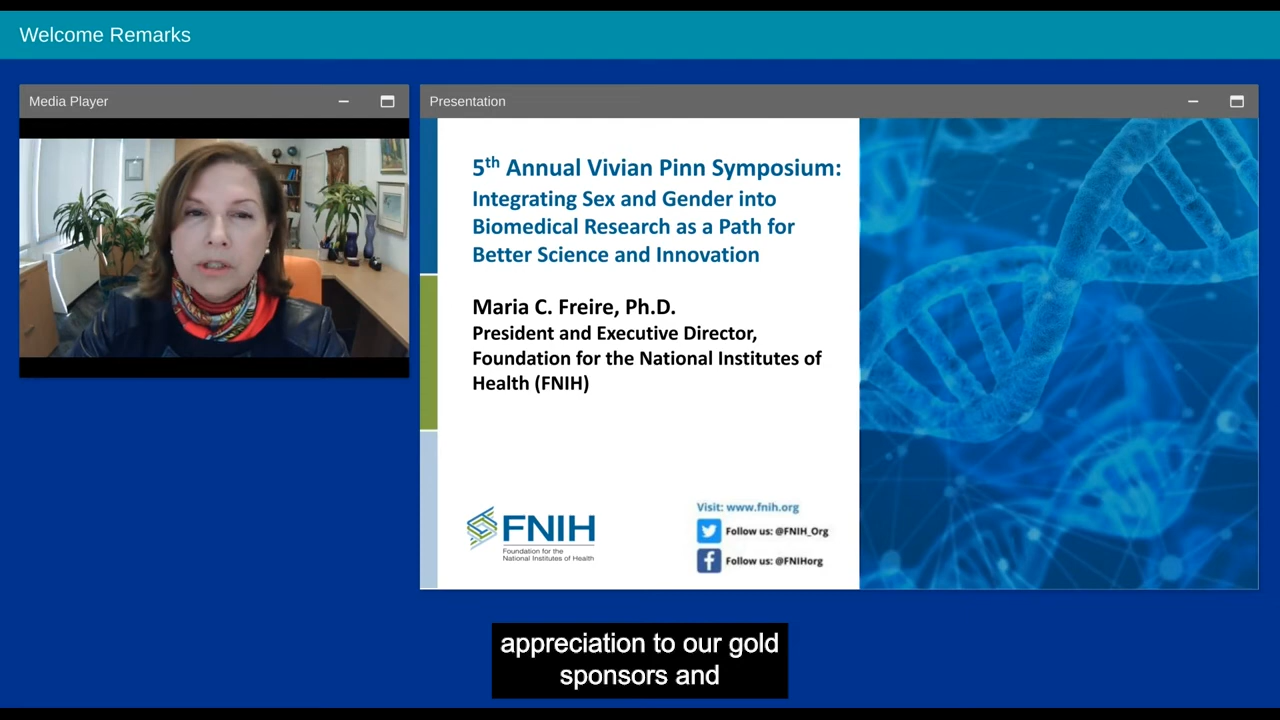 Welcome Remarks
Media Player
Presentation
5th Annual Vivian Pinn Symposium:
Integrating Sex and Gender into
Biomedical Research as a Path for
Better Science and Innovation
Maria C. Freire, Ph.D.
President and Executive Director,
Foundation for the National Institutes of
Health (FNIH)
FNIH
Foundation for the
National Institutes of Health
Visit: www.fnih.org
Follow us: @FNIH_Org
Follow us: @FNIHorg
appreciation to our gold
sponsors and